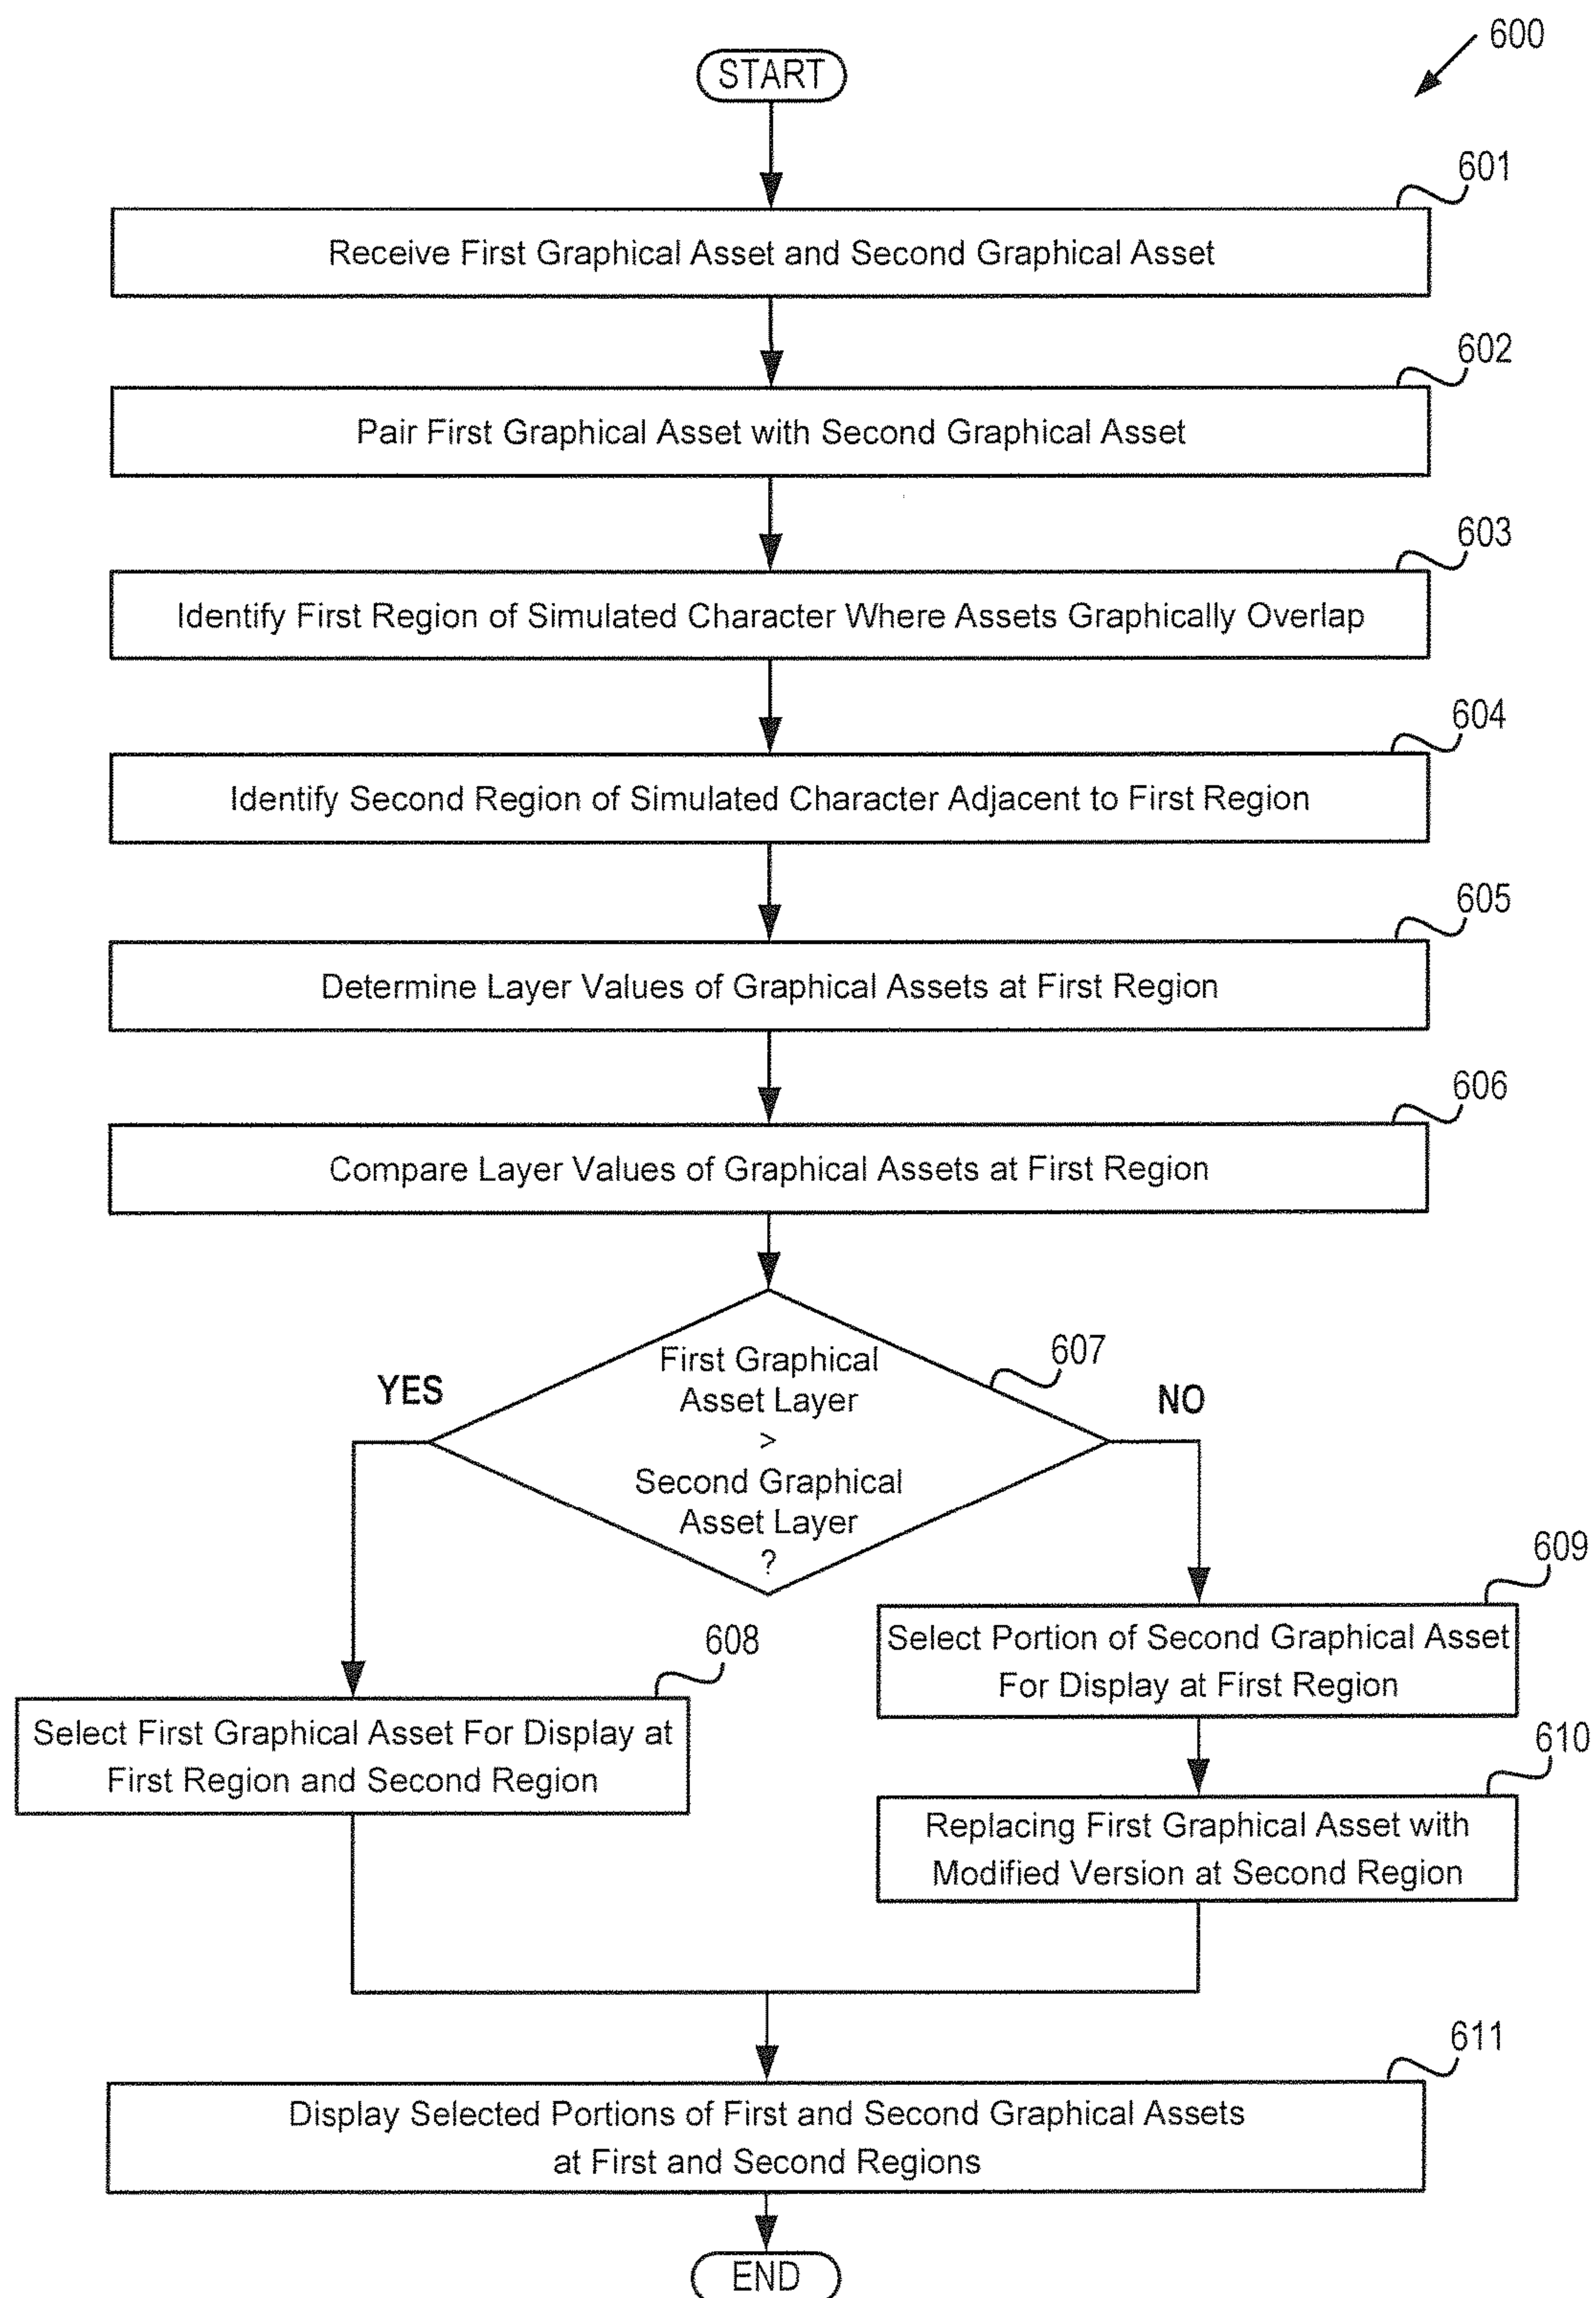 600
START
601
Receive First Graphical Asset and Second Graphical Asset
602
Pair First Graphical Asset with Second Graphical Asset
603
Identify First Region of Simulated Character Where Assets Graphically Overlap
604
Identify Second Region of Simulated Character Adjacent to First Region
605
Determine Layer Values of Graphical Assets at First Region
606
Compare Layer Values of Graphical Assets at First Region
607
First Graphical
Asset Layer
>
Second Graphical
Asset Layer
?
YES
NO
608
Select First Graphical Asset For Display at
First Region and Second Region
609
Select Portion of Second Graphical Asset
For Display at First Region
610
Replacing First Graphical Asset with
Modified Version at Second Region
611
Display Selected Portions of First and Second Graphical Assets
at First and Second Regions
END